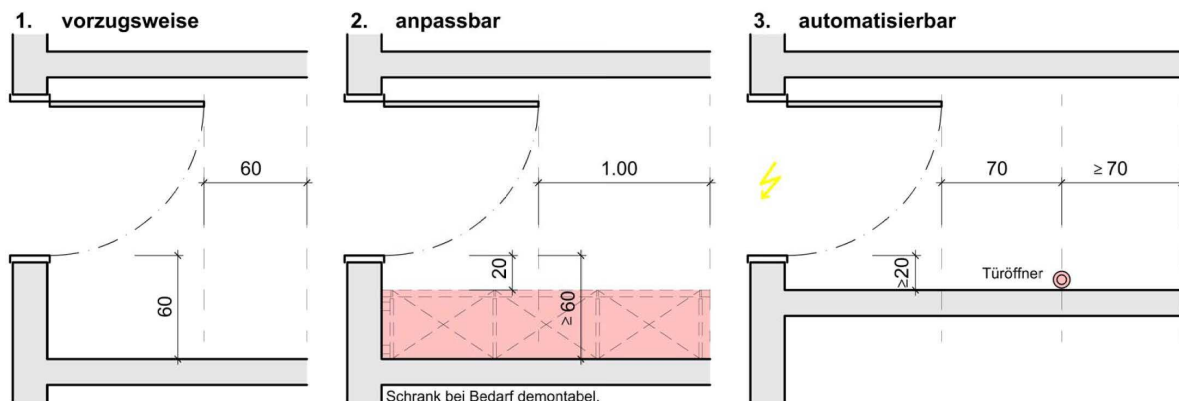 1. vorzugsweise
2. anpassbar
3. automatisierbar
60
1.00
70
≥ 70
60
20
≥ 60
≥20
Türöffner
Schrank bei Bedarf demontabel.